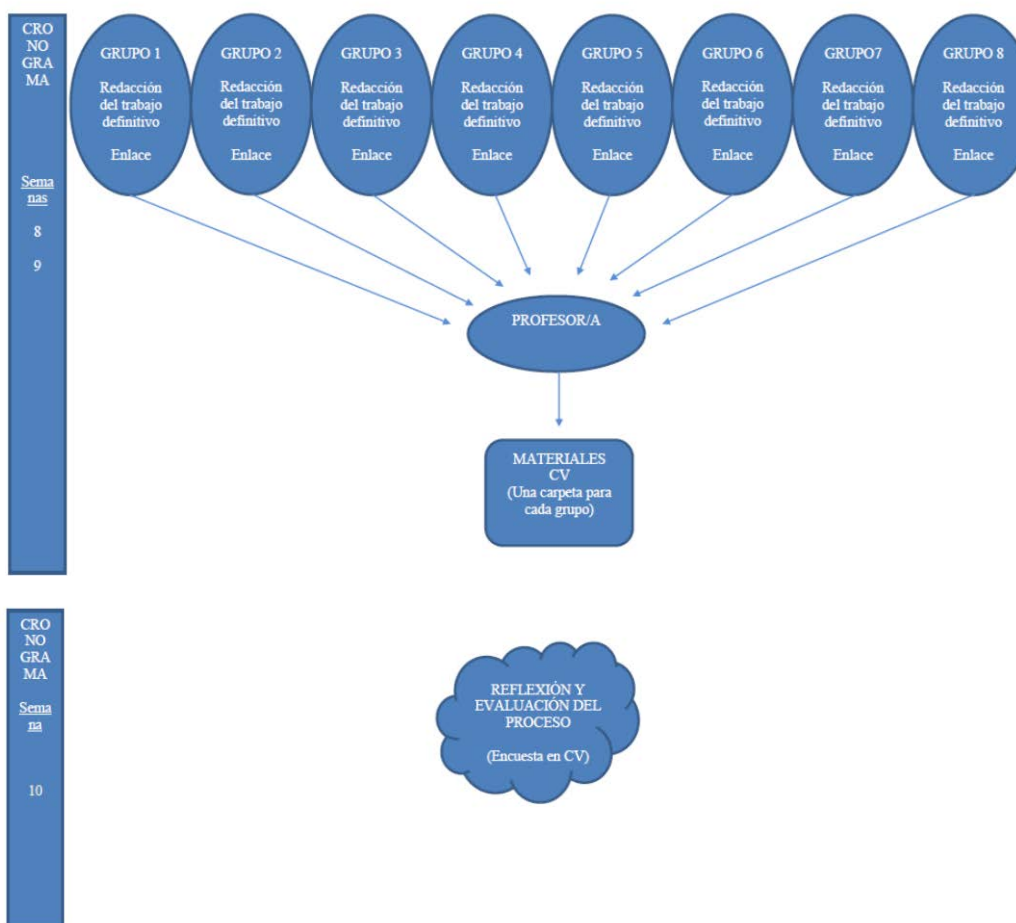 CRO
NO
GRA
MA
Sema
nas
8
9
GRUPO 1
Redacción
del trabajo
definitivo
Enlace
GRUPO 2
Redacción
del trabajo
definitivo
Enlace
GRUPO 3
Redacción
del trabajo
definitivo
Enlace
GRUPO 4
Redacción
del trabajo
definitivo
Enlace
GRUPO 5
Redacción
del trabajo
definitivo
Enlace
GRUPO 6
Redacción
del trabajo
definitivo
Enlace
GRUPO7
Redacción
del trabajo
definitivo
Enlace
GRUPO 8
Redacción
del trabajo
definitivo
Enlace
PROFESOR/A
MATERIALES
CV
(Una carpeta para
cada grupo)
CRO
NO
GRA
MA
Sema
na
10
REFLEXIÓN Y
EVALUACIÓN DEL
PROCESO
(Encuesta en CV)